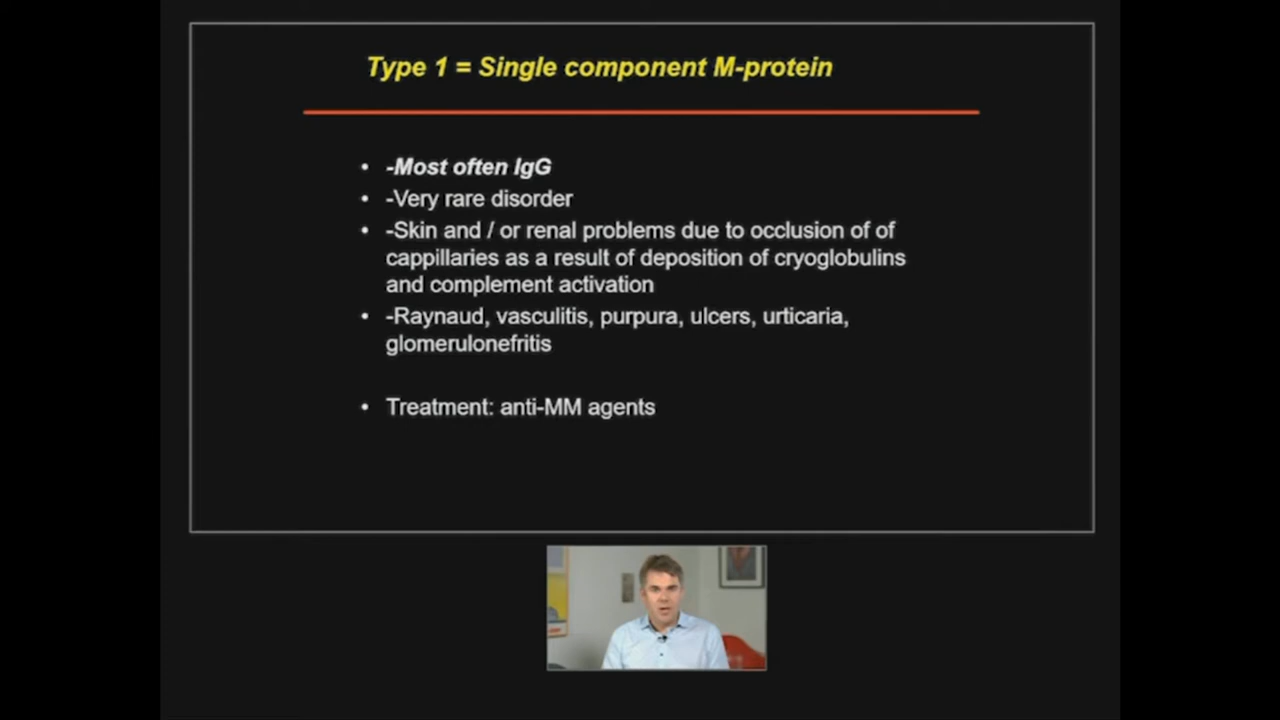 Type 1 = Single component M-protein
• -Most often IgG
• -Very rare disorder
• -Skin and / or renal problems due to occlusion of of
cappillaries as a result of deposition of cryoglobulins
and complement activation
• -Raynaud, vasculitis, purpura, ulcers, urticaria,
glomerulonefritis
• Treatment: anti-MM agents